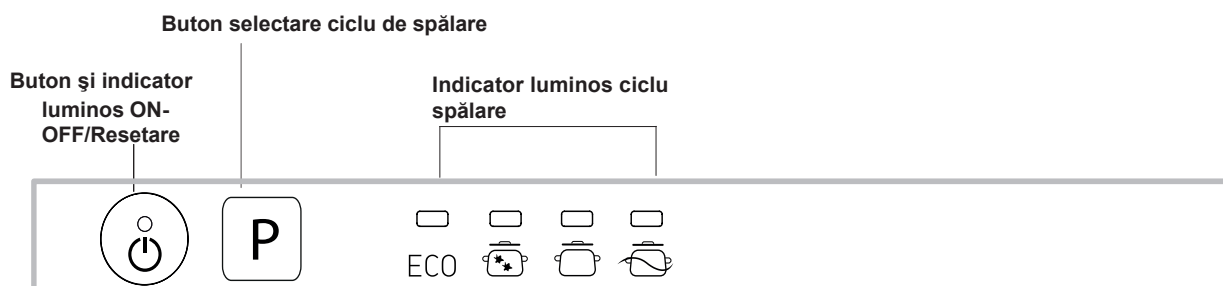 Buton selectare ciclu de spălare
Buton şi indicator
luminos ON-
OFF/Resetare
Indicator luminos ciclu
spălare
P
ECO